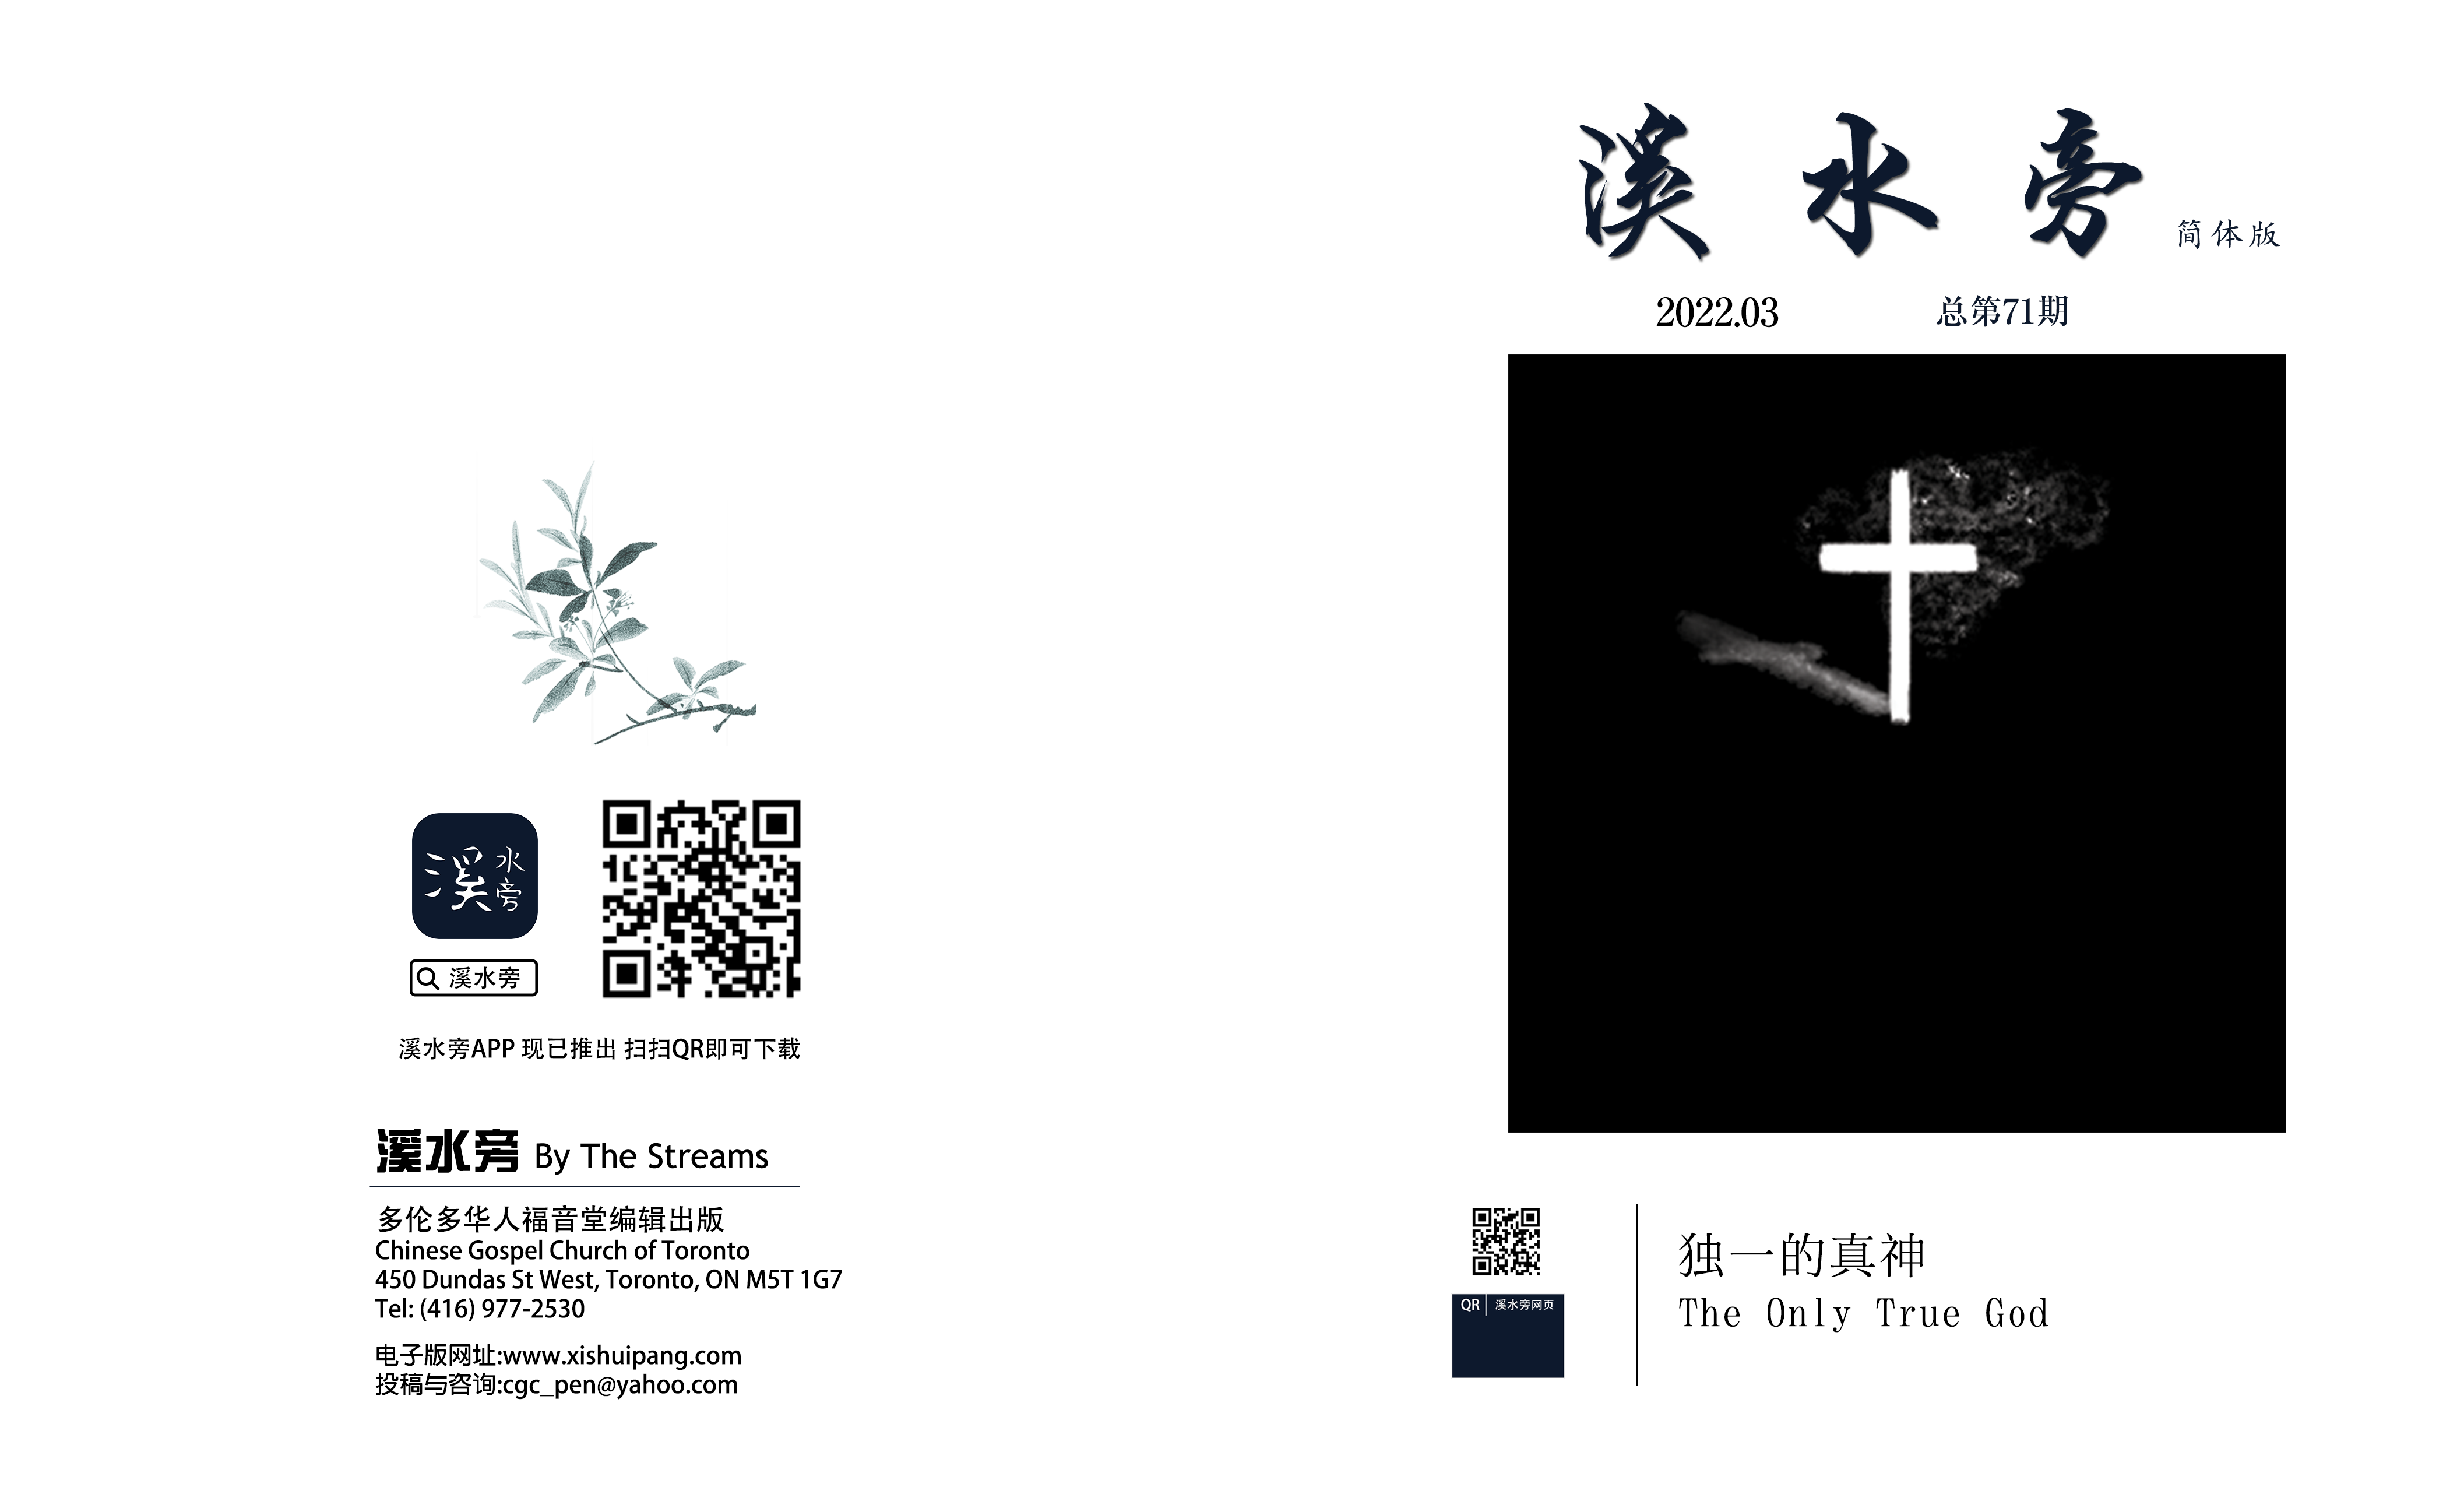 溪水旁
简体版
2022.03
总第71期
溪水旁
溪水旁
溪水旁APP 现已推出 扫扫QR即可下载
溪水旁 By The Streams
多伦多华人福音堂编辑出版
Chinese Gospel Church of Toronto
450 Dundas St West, Toronto, ON M5T 1G7
Tel: (416) 977-2530
电子版网址:www.xishuipang.com
投稿与咨询:cgc_pen@yahoo.com
QR 溪水旁网页
独一的真神
The Only True God